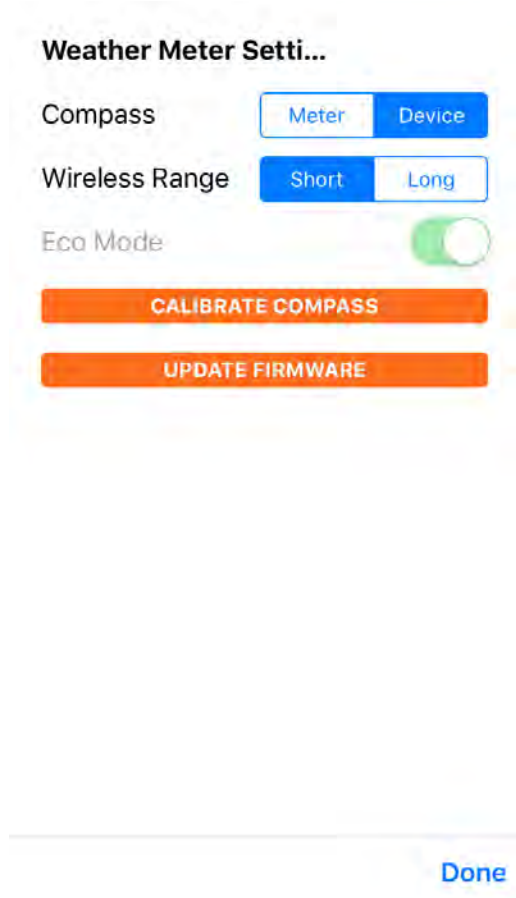 Weather Meter Setti...
Compass Meter Device
Wireless Range Short Long
Eco Mode
CALIBRATE COMPASS
UPDATE FIRMWARE
Done